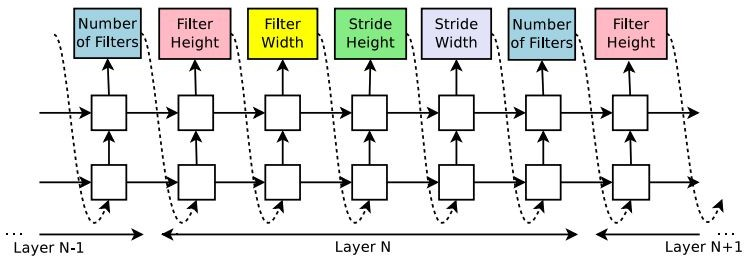 Number
of Filters
Filter
Height
Filter
Width
Stride
Height
Stride
Width
Number
of Filters
Filter
Height
...
Layer N-1
Layer N
Layer N+1
...